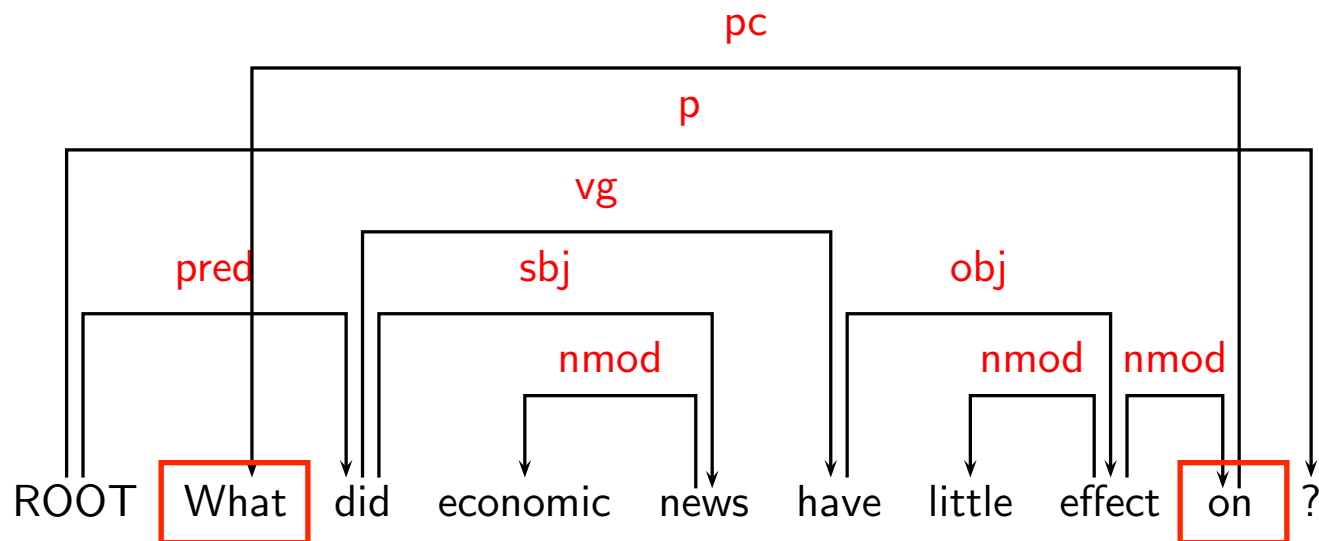 pc
p
vg
pred sbj obj
nmod nmod nmod
ROOT What did economic news have little effect on ?